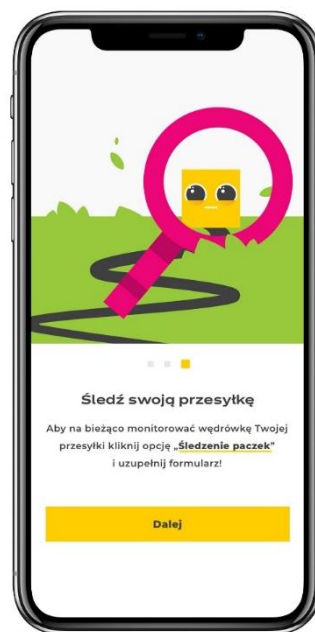 Śledź swoją przesyłkę
Aby na bieżąco monitorować wędrówkę Twojej
przesyłki kliknij opcję „Śledzenie paczek”
i uzupełnij formularz!
Dalej